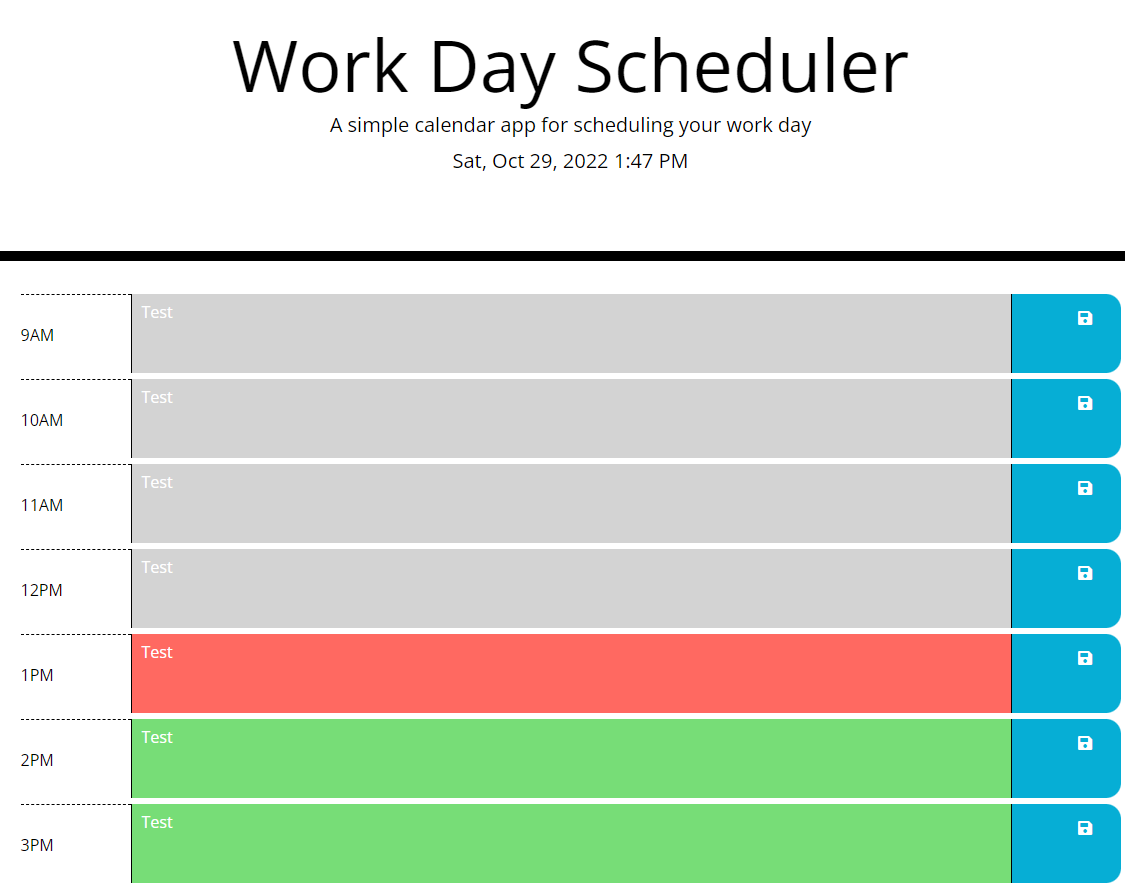 Work Day Scheduler
A simple calendar app for scheduling your work day
Sat, Oct 29, 2022 1:47 PM
9AM
Test
10AM
Test
11AM
Test
12PM
Test
1PM
Test
2PM
Test
3PM
Test